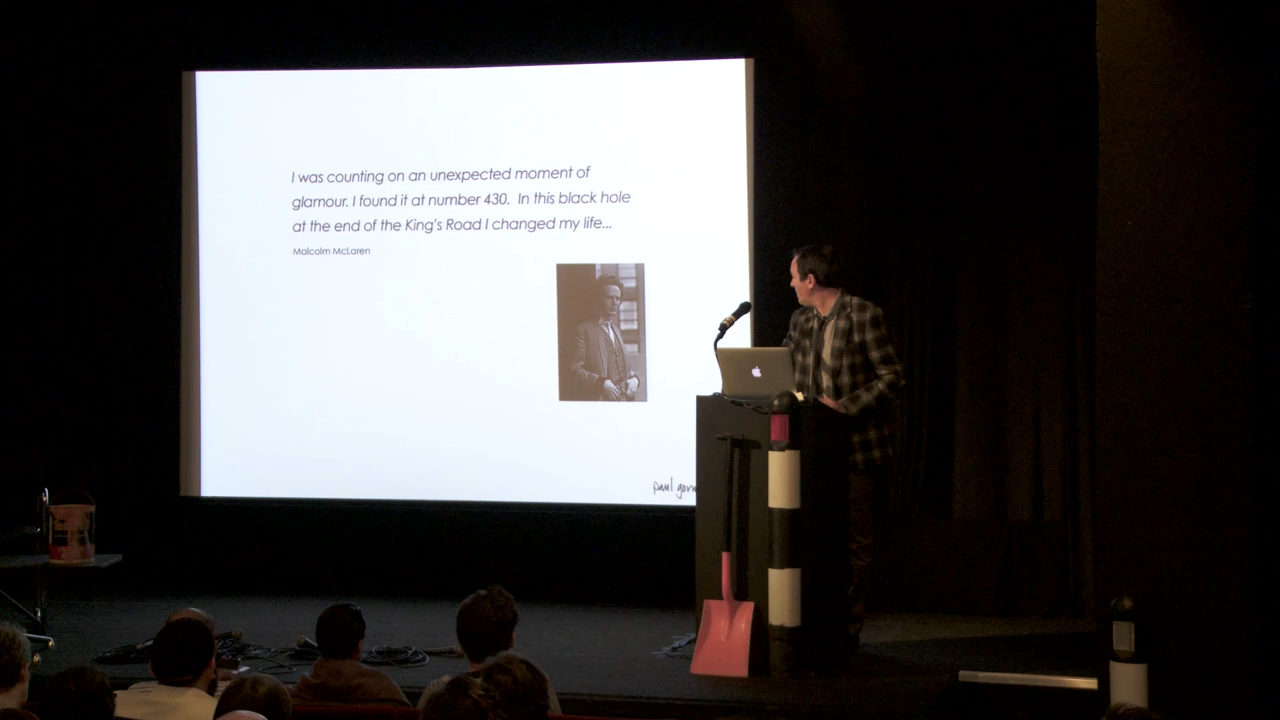 I was counting on an unexpected moment of
glamour. I found it at number 430. In this black hole
at the end of the King's Road I changed my life...
Malcolm McLaren
paul